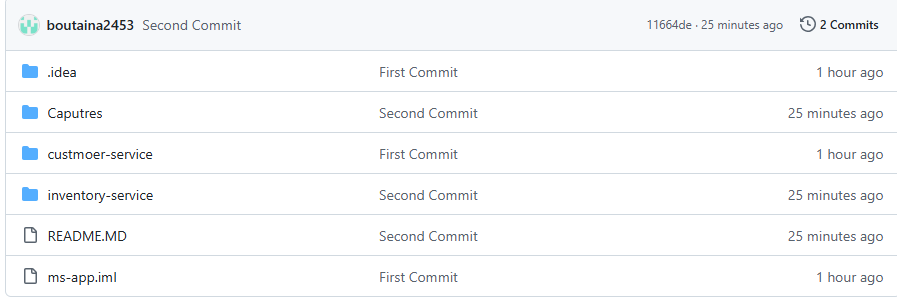 boutaina2453 Second Commit 11664de · 25 minutes ago 2 Commits
.idea First Commit 1 hour ago
Caputres Second Commit 25 minutes ago
custmoer-service First Commit 1 hour ago
inventory-service Second Commit 25 minutes ago
README.MD Second Commit 25 minutes ago
ms-app.iml First Commit 1 hour ago